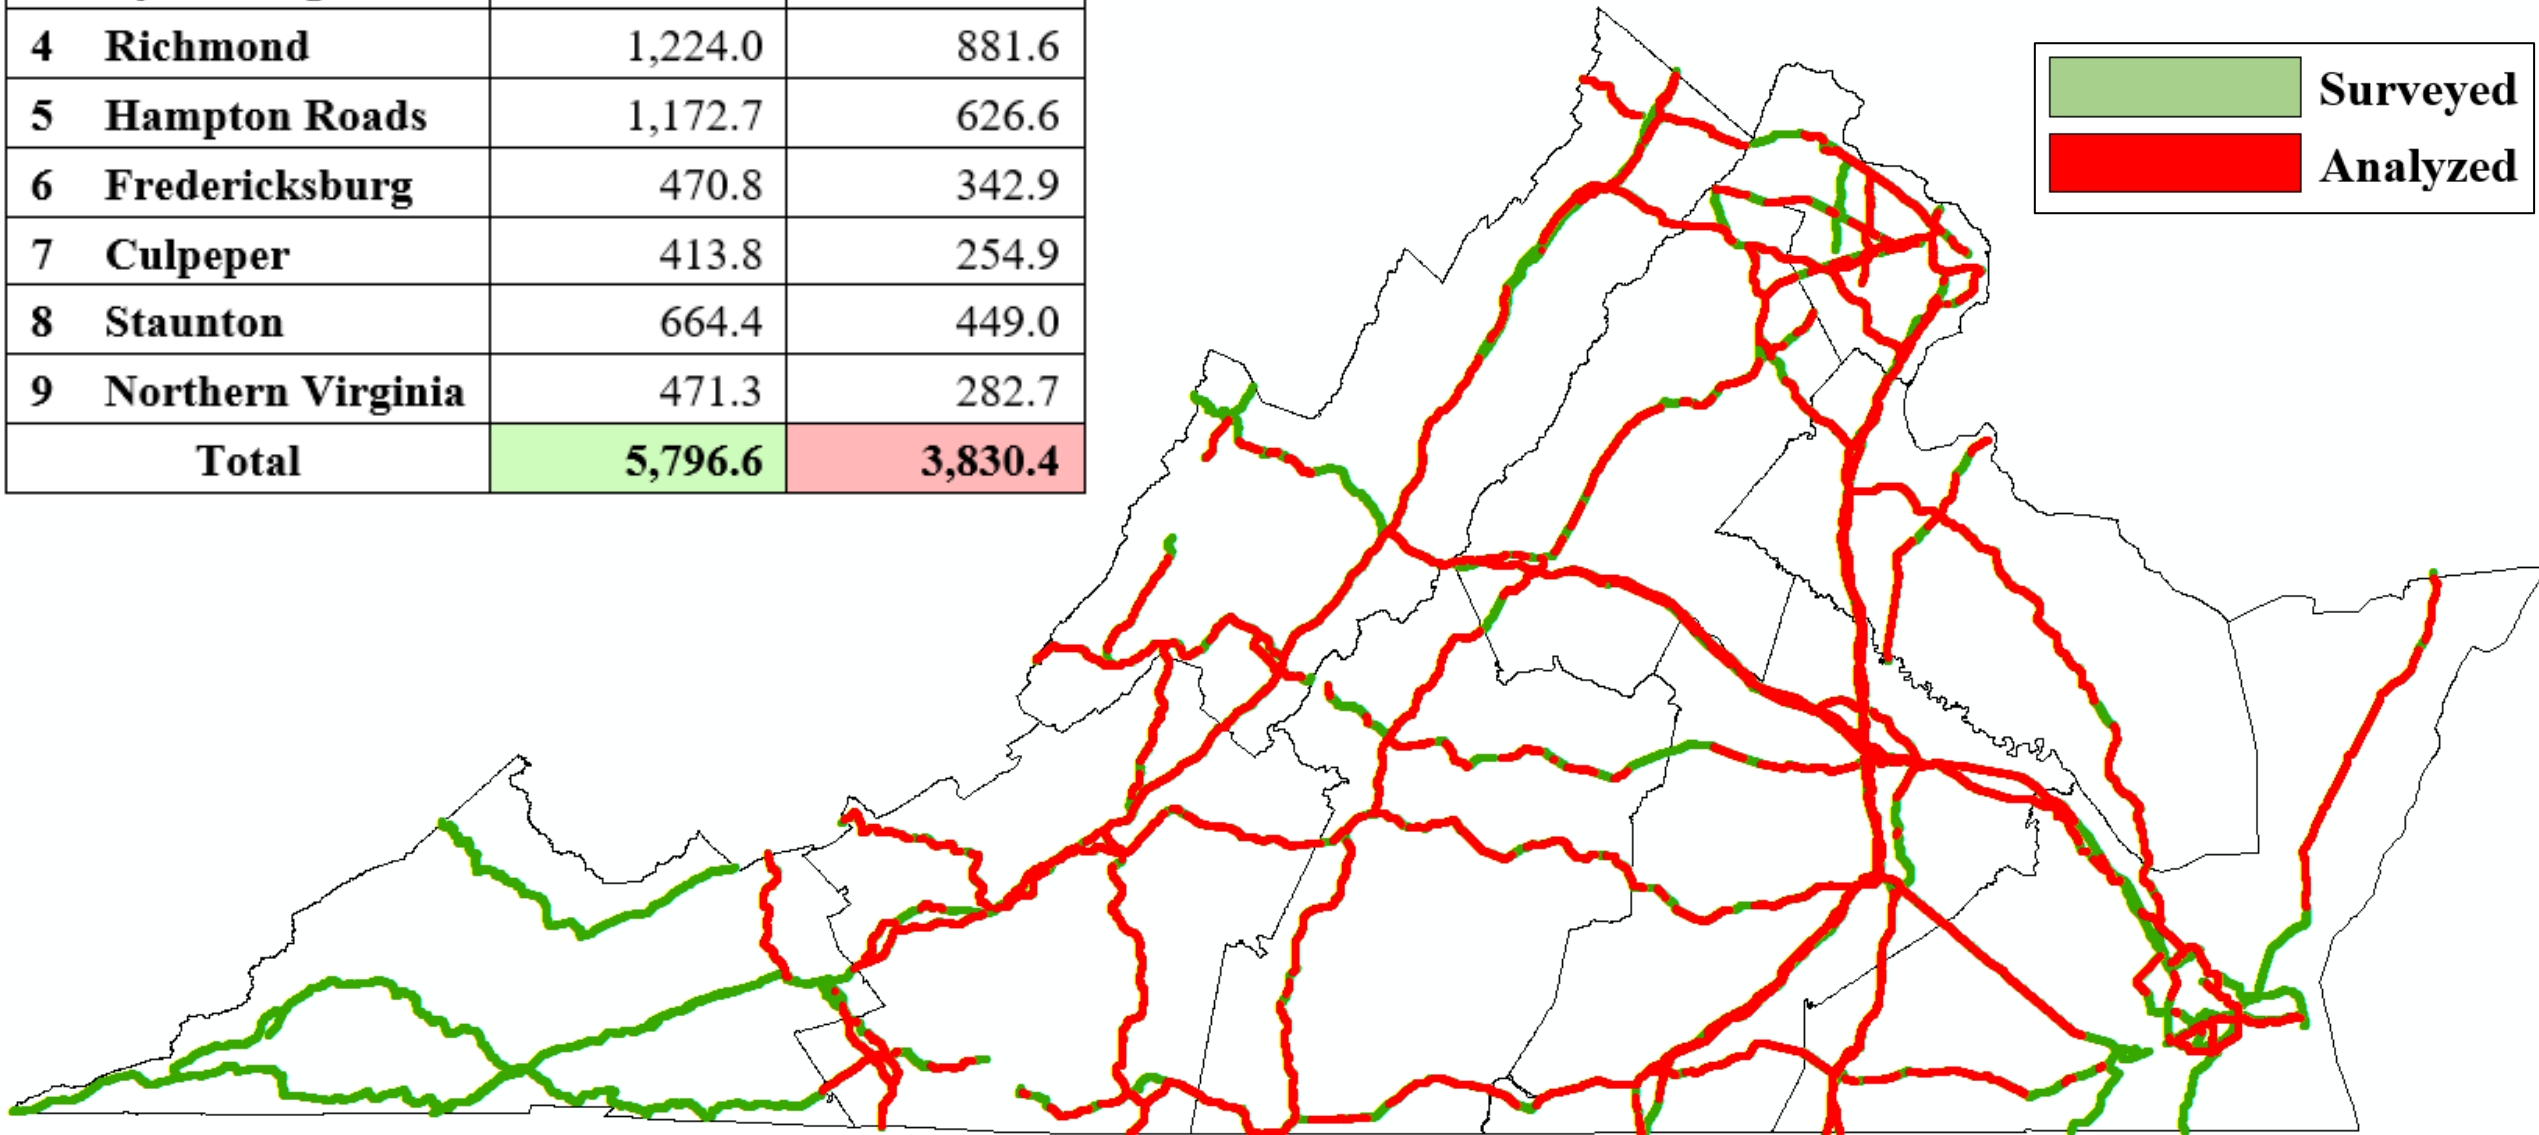 4 Richmond 1,224.0 881.6
5 Hampton Roads 1,172.7 626.6
6 Fredericksburg 470.8 342.9
7 Culpeper 413.8 254.9
8 Staunton 664.4 449.0
9 Northern Virginia 471.3 282.7
Total 5,796.6 3,830.4
Surveyed
Analyzed